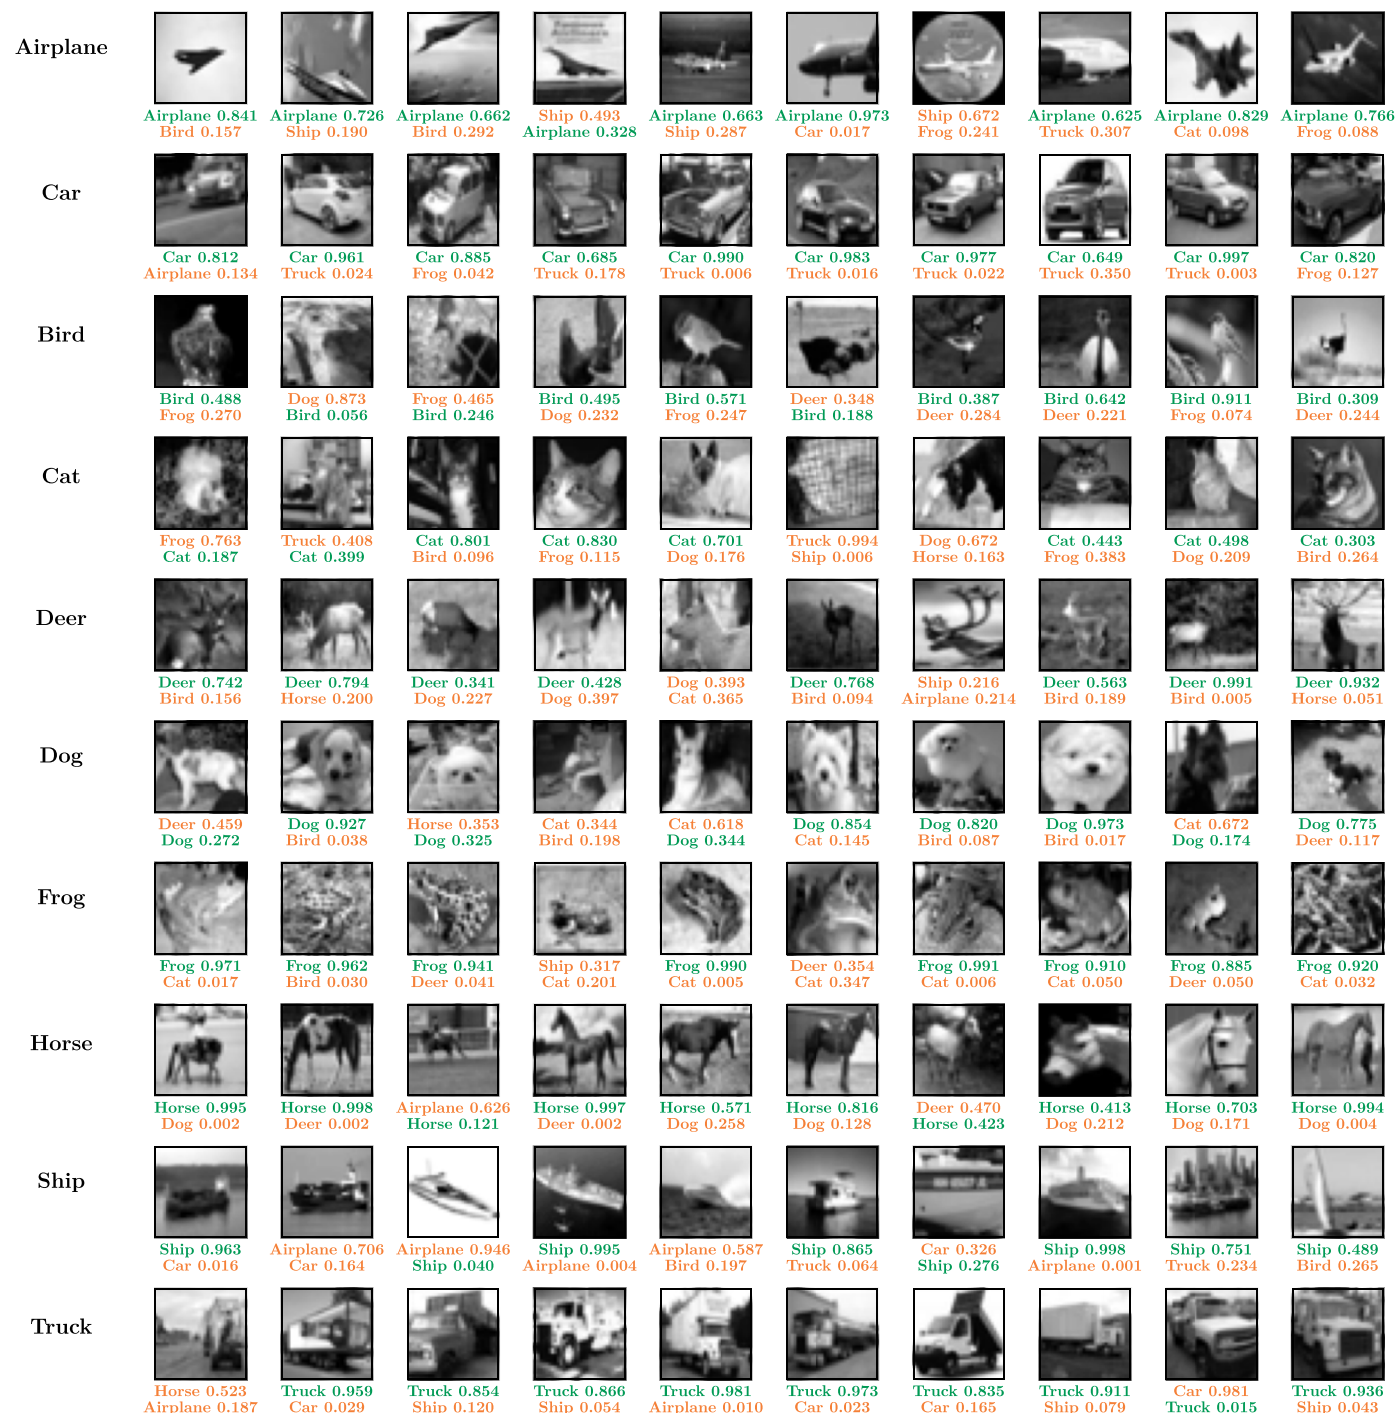 Airplane
Airplane 0.841 Airplane 0.726 Airplane 0.662 Ship 0.493 Airplane 0.663 Airplane 0.973 Ship 0.672 Airplane 0.625 Airplane 0.829 Airplane 0.766
Bird 0.157 Ship 0.190 Bird 0.292 Airplane 0.328 Ship 0.287 Car 0.017 Frog 0.241 Truck 0.307 Cat 0.098 Frog 0.088
Car
Car 0.812 Car 0.961 Car 0.885 Car 0.685 Car 0.990 Car 0.983 Car 0.977 Car 0.649 Car 0.997 Car 0.820
Airplane 0.134 Truck 0.024 Frog 0.042 Truck 0.178 Truck 0.006 Truck 0.016 Truck 0.022 Truck 0.350 Truck 0.003 Frog 0.127
Bird
Bird 0.488 Dog 0.873 Frog 0.465 Bird 0.495 Bird 0.571 Deer 0.348 Bird 0.387 Bird 0.642 Bird 0.911 Bird 0.309
Frog 0.270 Bird 0.056 Bird 0.246 Dog 0.232 Frog 0.247 Bird 0.188 Deer 0.284 Deer 0.221 Frog 0.074 Deer 0.244
Cat
Frog 0.763 Truck 0.408 Cat 0.801 Cat 0.830 Cat 0.701 Truck 0.994 Dog 0.672 Cat 0.443 Cat 0.498 Cat 0.303
Cat 0.187 Cat 0.399 Bird 0.096 Frog 0.115 Dog 0.176 Ship 0.006 Horse 0.163 Frog 0.383 Dog 0.209 Bird 0.264
Deer
Deer 0.742 Deer 0.794 Deer 0.341 Deer 0.428 Dog 0.393 Deer 0.768 Ship 0.216 Deer 0.563 Deer 0.991 Deer 0.932
Bird 0.156 Horse 0.200 Dog 0.227 Dog 0.397 Cat 0.365 Bird 0.094 Airplane 0.214 Bird 0.189 Bird 0.005 Horse 0.051
Dog
Deer 0.459 Dog 0.927 Horse 0.353 Cat 0.344 Cat 0.618 Dog 0.854 Dog 0.820 Dog 0.973 Cat 0.672 Dog 0.775
Dog 0.272 Bird 0.038 Dog 0.325 Bird 0.198 Dog 0.344 Cat 0.145 Bird 0.087 Bird 0.017 Dog 0.174 Deer 0.117
Frog
Frog 0.971 Frog 0.962 Frog 0.941 Ship 0.317 Frog 0.990 Deer 0.354 Frog 0.991 Frog 0.910 Frog 0.885 Frog 0.920
Cat 0.017 Bird 0.030 Deer 0.041 Cat 0.201 Cat 0.005 Cat 0.347 Cat 0.006 Cat 0.050 Deer 0.050 Cat 0.032
Horse
Horse 0.995 Horse 0.998 Airplane 0.626 Horse 0.997 Horse 0.571 Horse 0.816 Deer 0.470 Horse 0.413 Horse 0.703 Horse 0.994
Dog 0.002 Deer 0.002 Horse 0.121 Deer 0.002 Dog 0.258 Dog 0.128 Horse 0.423 Dog 0.212 Dog 0.171 Dog 0.004
Ship
Ship 0.963 Airplane 0.706 Airplane 0.946 Ship 0.995 Airplane 0.587 Ship 0.865 Car 0.326 Ship 0.998 Ship 0.751 Ship 0.489
Car 0.016 Car 0.164 Ship 0.040 Airplane 0.004 Bird 0.197 Truck 0.064 Ship 0.276 Airplane 0.001 Truck 0.234 Bird 0.265
Truck
Horse 0.523 Truck 0.959 Truck 0.854 Truck 0.866 Truck 0.981 Truck 0.973 Truck 0.835 Truck 0.911 Car 0.981 Truck 0.936
Airplane 0.187 Car 0.029 Ship 0.120 Ship 0.054 Airplane 0.010 Car 0.023 Car 0.165 Ship 0.079 Truck 0.015 Ship 0.043